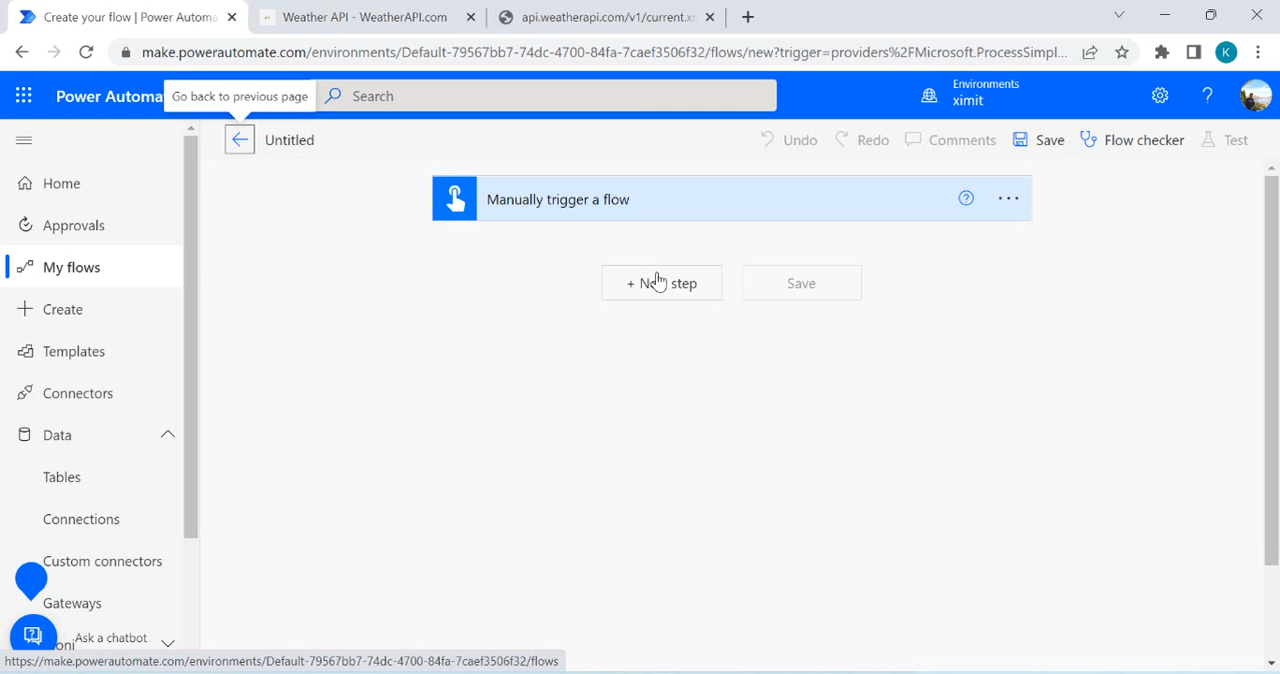 Create your flow | Power Automa
Weather API - WeatherAPI.com
api.weatherapi.com/v1/current.x
make.powerautomate.com/environments/Default-79567bb7-74dc-4700-84fa-7caef3506f32/flows/new?trigger=providers%2FMicrosoft.ProcessSimpl...
K
Power Automa
Go back to previous page
Search
Environments
ximit
Untitled
Undo
Redo
Comments
Save
Flow checker
Test
Home
Approvals
My flows
Create
Templates
Connectors
Data
Tables
Connections
Custom connectors
Gateways
Ask a chatbot
Manually trigger a flow
+ New step
Save
https://make.powerautomate.com/environments/Default-79567bb7-74dc-4700-84fa-7caef3506f32/flows